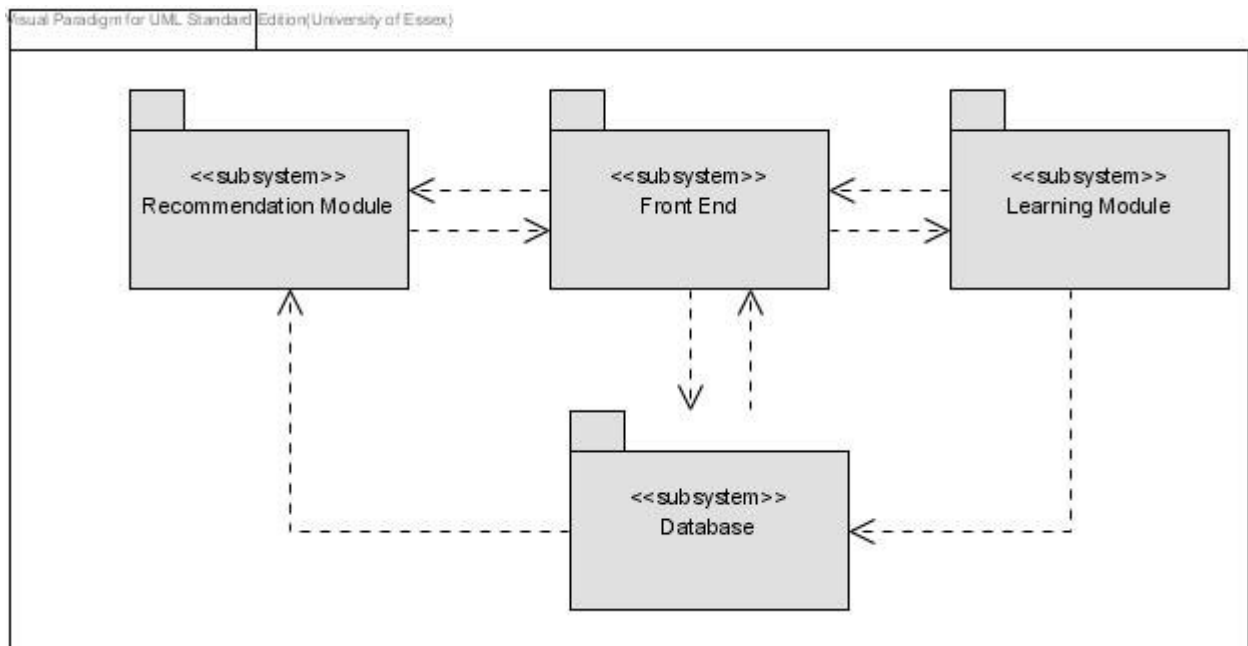 Visual Paradigm for UML Standard Edition(University of Essex)
<<subsystem>>
Recommendation Module
<<subsystem>>
Front End
<<subsystem>>
Learning Module
<<subsystem>>
Database